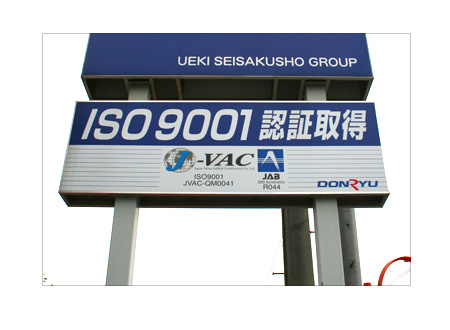 UEKI SEISAKUSHO GROUP
ISO 9001 認証取得
J-VAC
JAB
ISO9001
JVAC-QM0041
R044
DONRYU